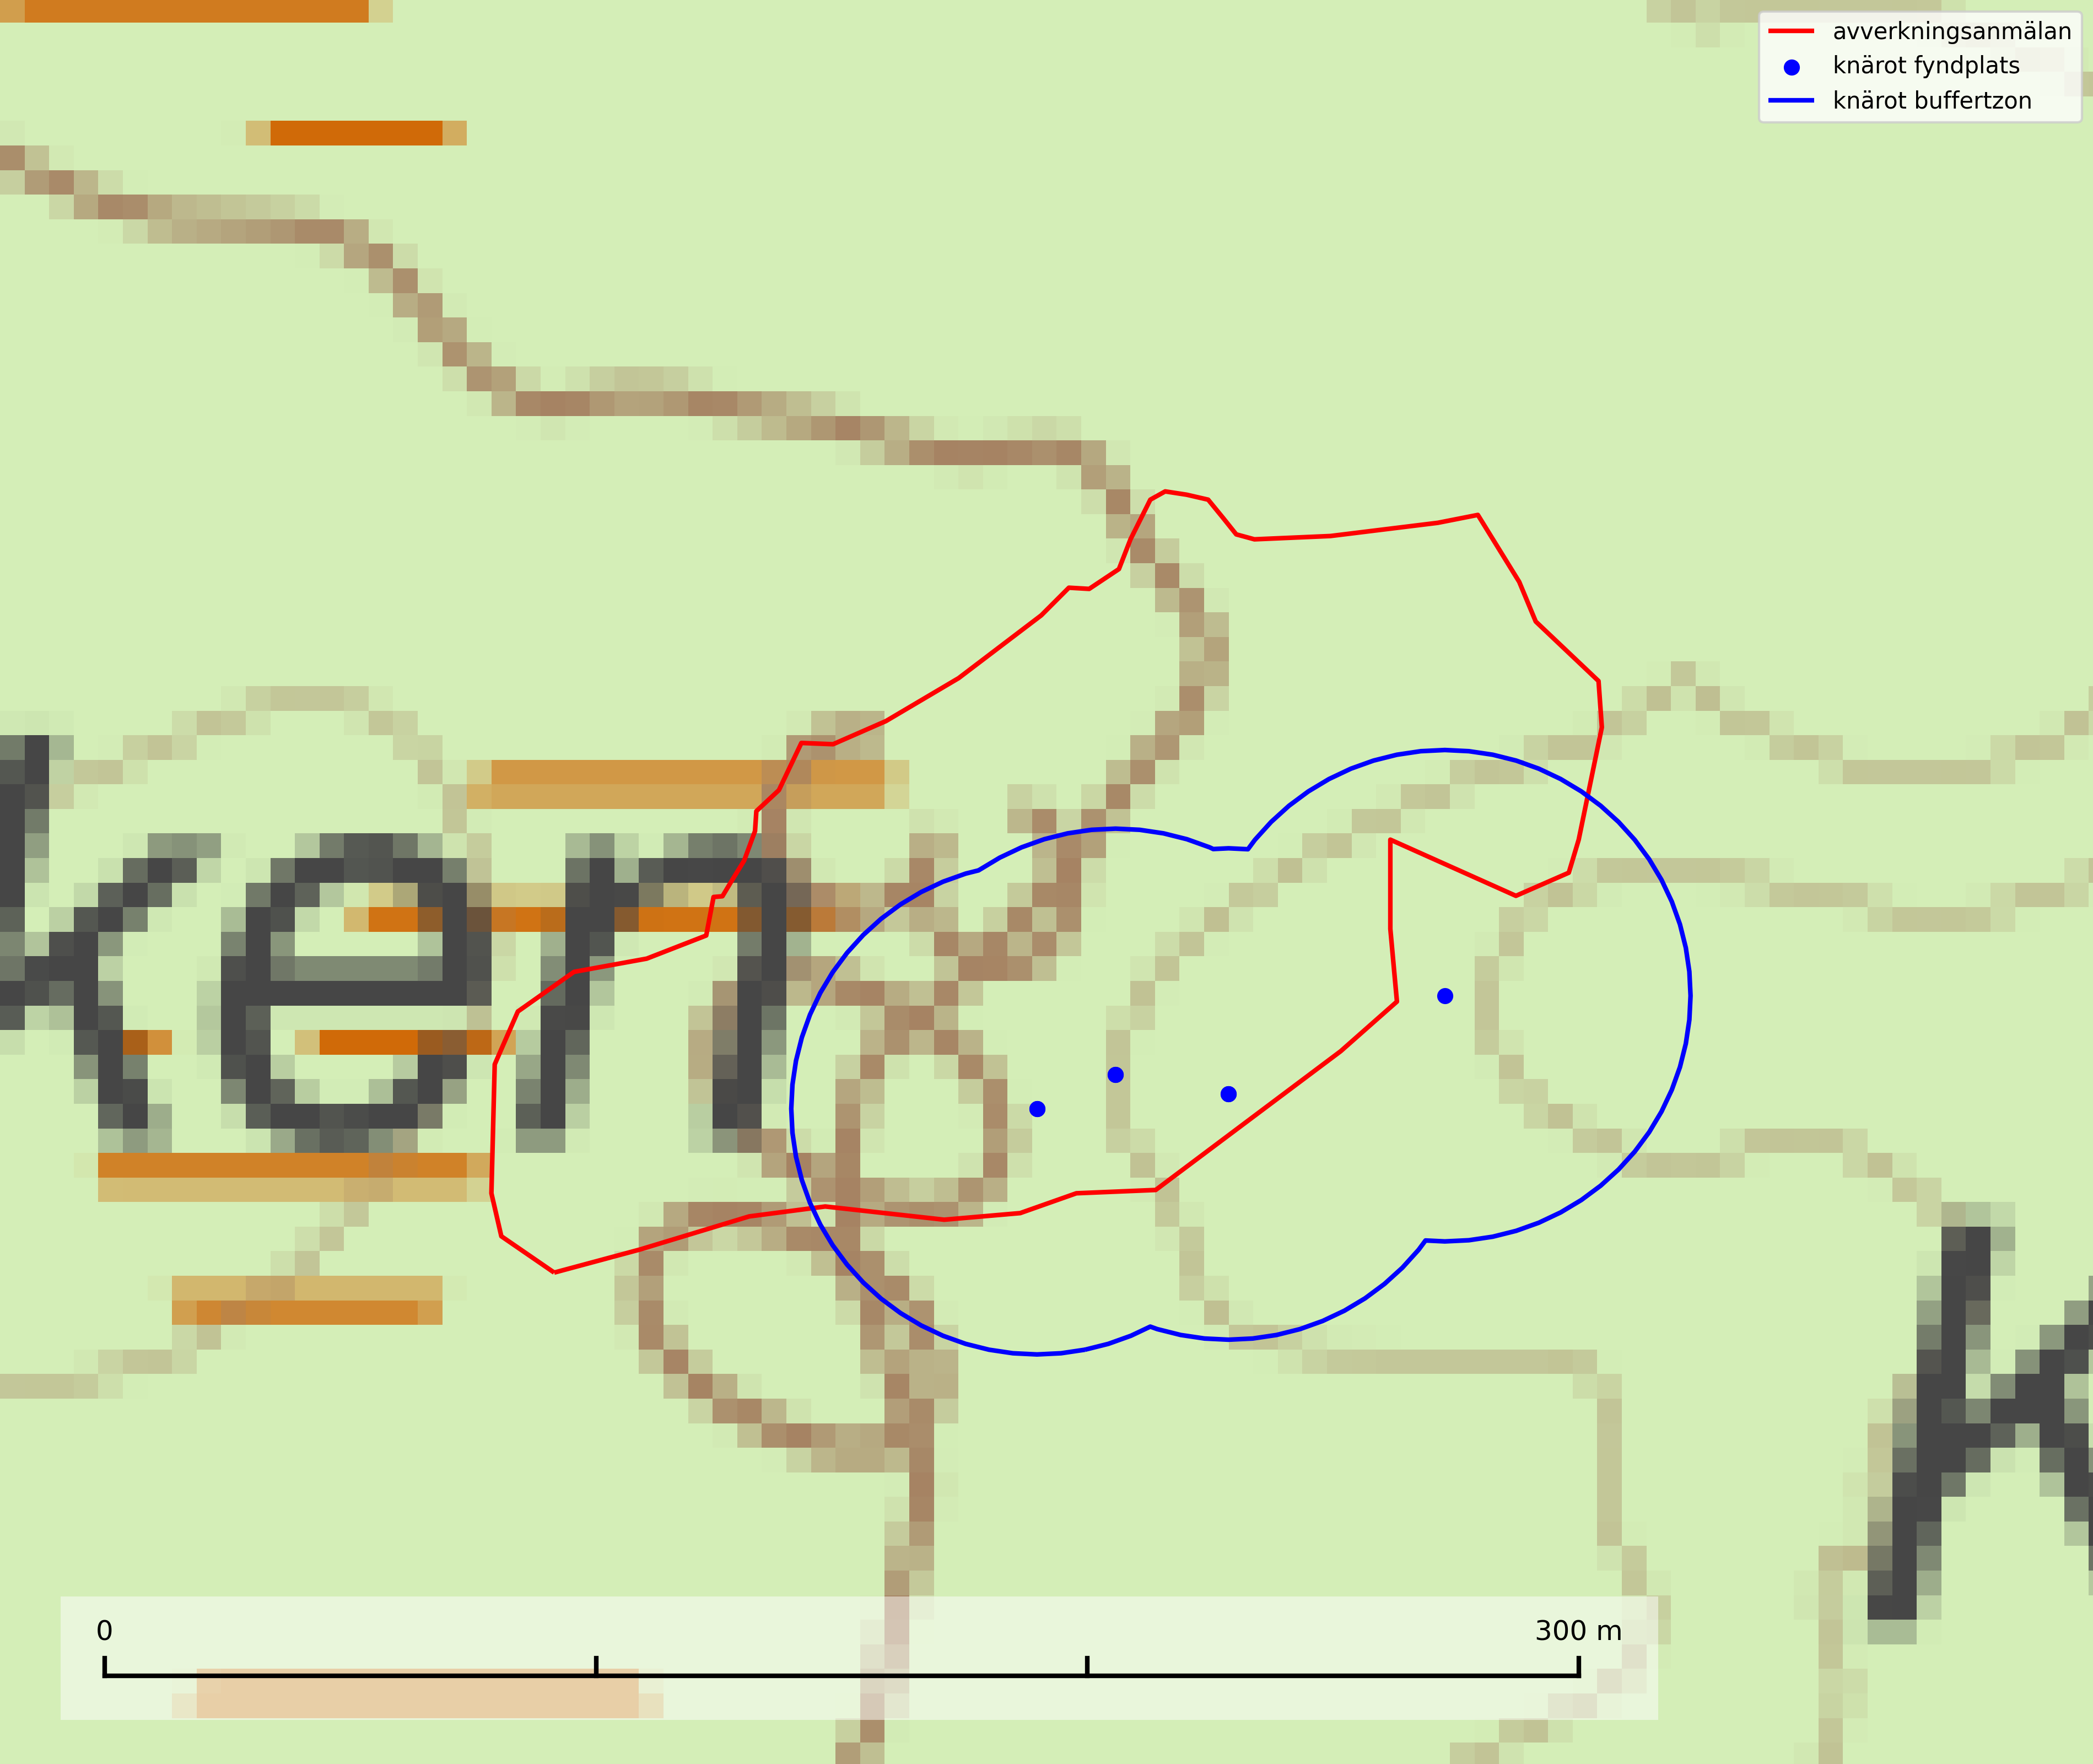 avverkningsanmälan
knärot fyndplats
knärot buffertzon
0
300 m